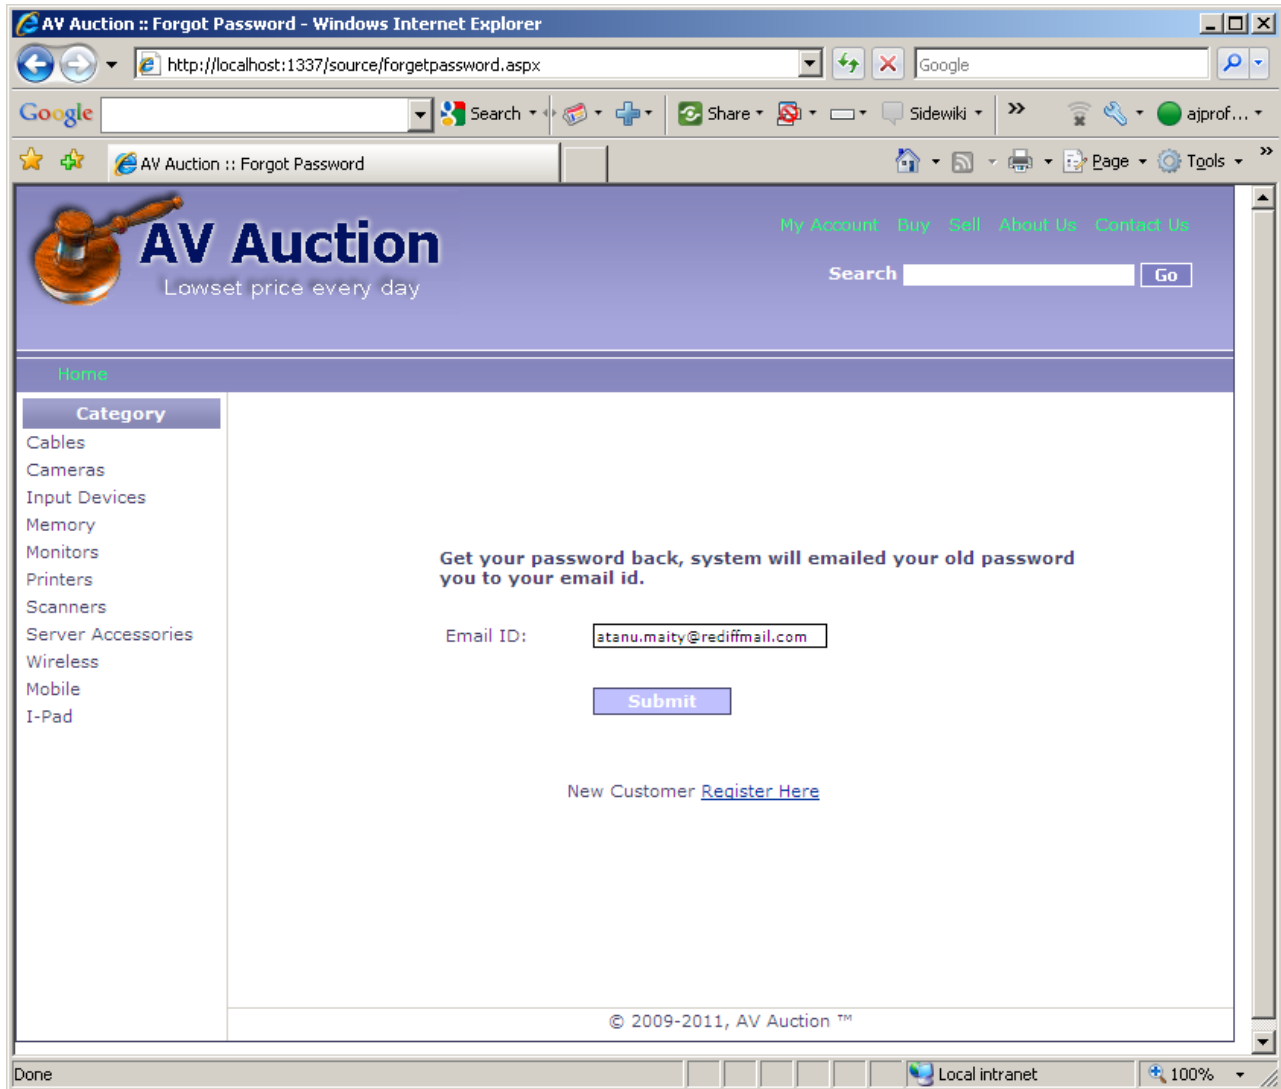 AV Auction :: Forgot Password - Windows Internet Explorer
http://localhost:1337/source/forgetpassword.aspx
Google
Google Search Share Sidewiki » ajprof...
AV Auction :: Forgot Password
Page Tools »
AV Auction
Lowset price every day
My Account Buy Sell About Us Contact Us
Search Go
Home
Category
Cables
Cameras
Input Devices
Memory
Monitors
Printers
Scanners
Server Accessories
Wireless
Mobile
I-Pad
Get your password back, system will emailed your old password
you to your email id.
Email ID: atanu.maity@rediffmail.com
Submit
New Customer Register Here
© 2009-2011, AV Auction ™
Done Local intranet 100%